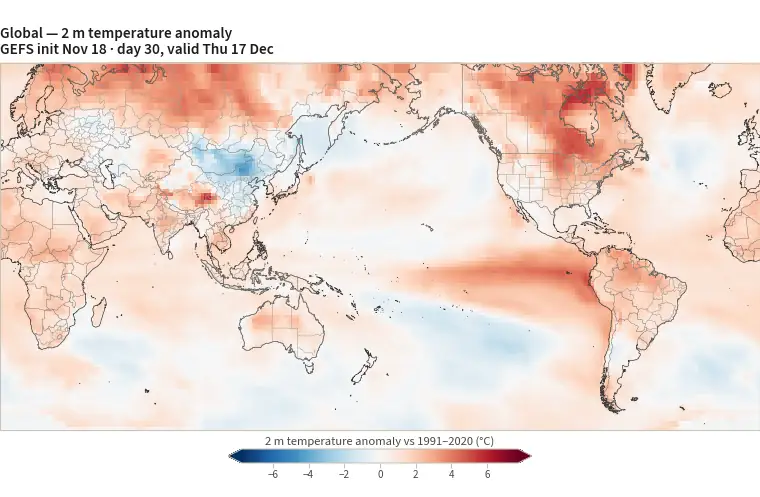 Global — 2 m temperature anomaly
GEFS init Nov 18 · day 30, valid Thu 17 Dec
2 m temperature anomaly vs 1991–2020 (°C)
−6 −4 −2 0 2 4 6